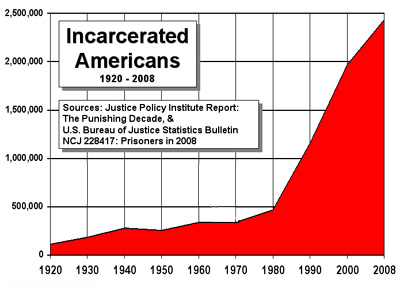 Incarcerated
Americans
1920 - 2008
Sources: Justice Policy Institute Report:
The Punishing Decade, &
U.S. Bureau of Justice Statistics Bulletin
NCJ 228417: Prisoners in 2008
2,500,000
2,000,000
1,500,000
1,000,000
500,000
0
1920 1930 1940 1950 1960 1970 1980 1990 2000 2008